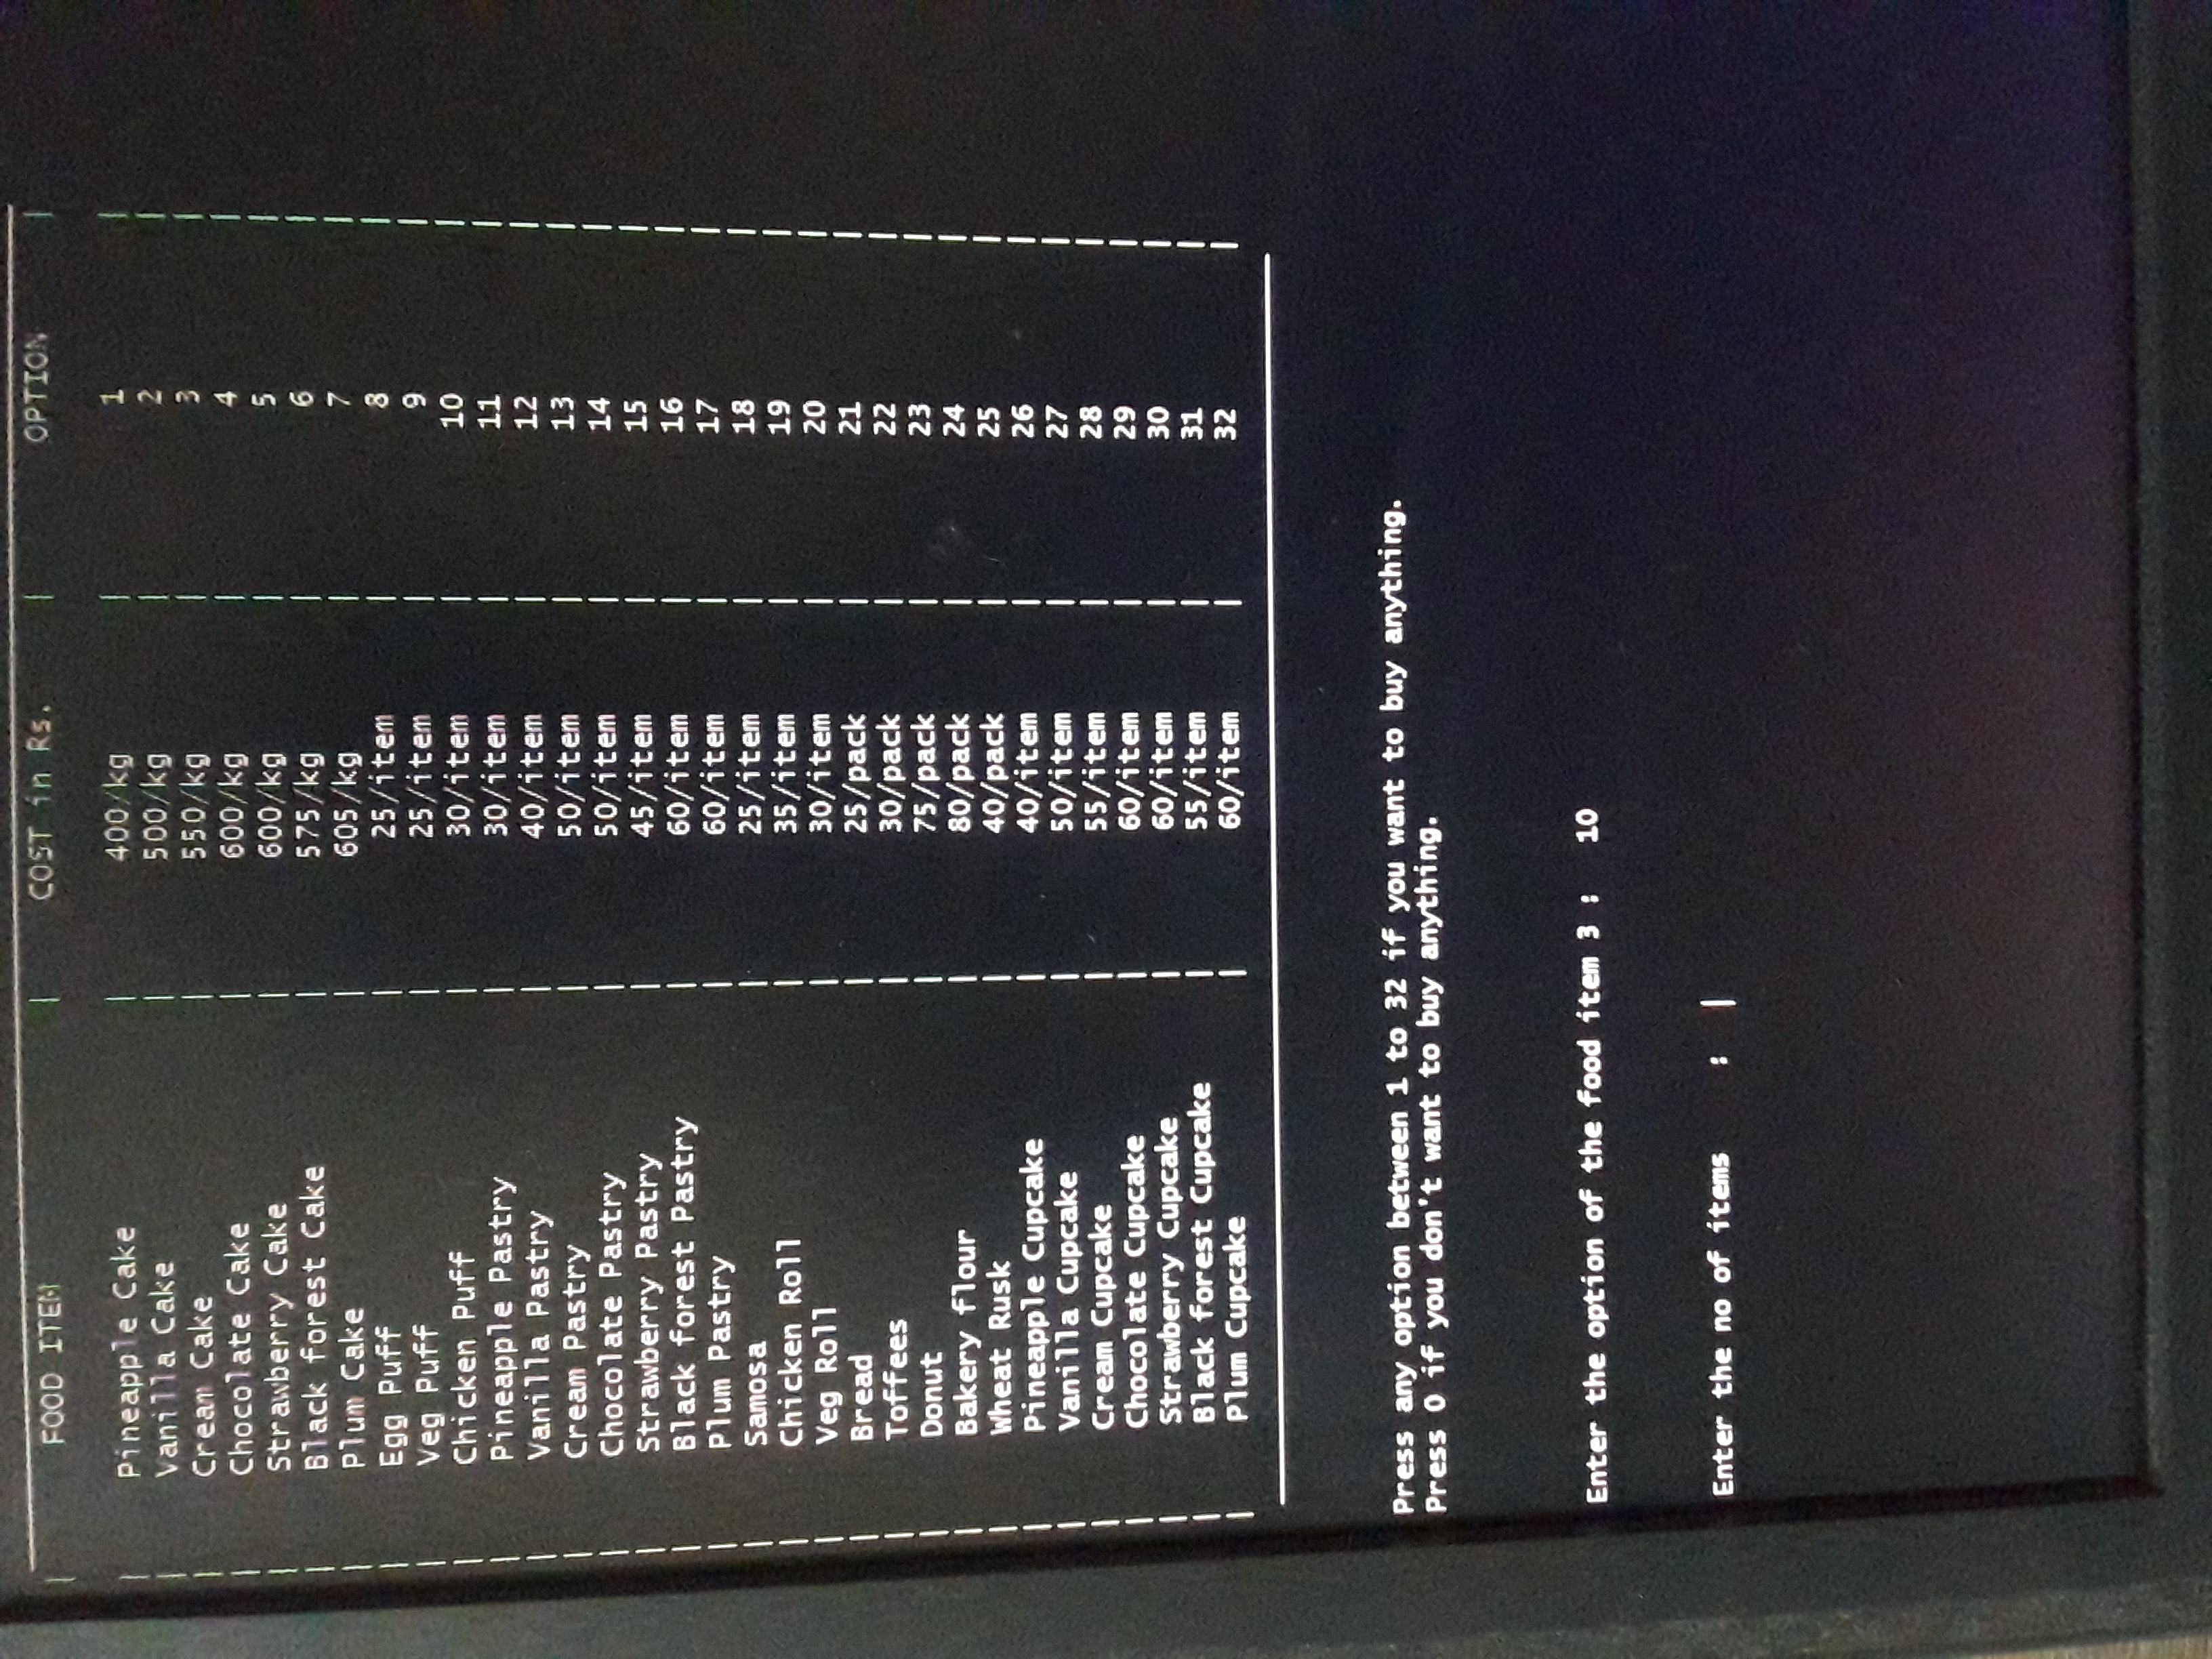 | FOOD ITEM | COST in Rs. | OPTION |
| Pineapple Cake | 400/kg | 1 |
| Vanilla Cake | 500/kg | 2 |
| Cream Cake | 550/kg | 3 |
| Chocolate Cake | 600/kg | 4 |
| Strawberry Cake | 600/kg | 5 |
| Black forest Cake | 575/kg | 6 |
| Plum Cake | 605/kg | 7 |
| Egg Puff | 25/item | 8 |
| Veg Puff | 25/item | 9 |
| Chicken Puff | 30/item | 10 |
| Pineapple Pastry | 30/item | 11 |
| Vanilla Pastry | 40/item | 12 |
| Cream Pastry | 50/item | 13 |
| Chocolate Pastry | 50/item | 14 |
| Strawberry Pastry | 45/item | 15 |
| Black forest Pastry | 60/item | 16 |
| Plum Pastry | 60/item | 17 |
| Samosa | 25/item | 18 |
| Chicken Roll | 35/item | 19 |
| Veg Roll | 30/item | 20 |
| Bread | 25/pack | 21 |
| Toffees | 30/pack | 22 |
| Donut | 75/pack | 23 |
| Bakery flour | 80/pack | 24 |
| Wheat Rusk | 40/pack | 25 |
| Pineapple Cupcake | 40/item | 26 |
| Vanilla Cupcake | 50/item | 27 |
| Cream Cupcake | 55/item | 28 |
| Chocolate Cupcake | 60/item | 29 |
| Strawberry Cupcake | 60/item | 30 |
| Black forest Cupcake | 55/item | 31 |
| Plum Cupcake | 60/item | 32 |
Press any option between 1 to 32 if you want to buy anything.
Press 0 if you don't want to buy anything.
Enter the option of the food item 3 : 10
Enter the no of items :